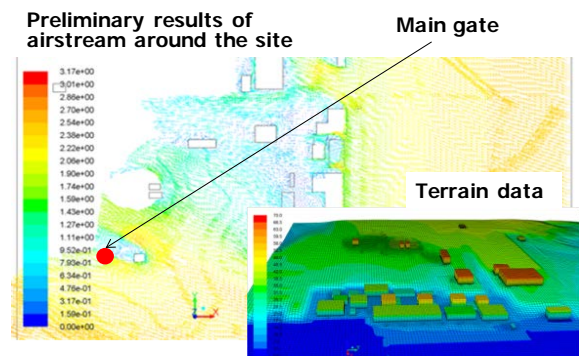 Preliminary results of
airstream around the site
Main gate
3.17e+00
3.01e+00
2.85e+00
2.70e+00
2.54e+00
2.38e+00
2.22e+00
2.06e+00
1.90e+00
1.74e+00
1.59e+00
1.43e+00
1.27e+00
1.11e+00
9.52e-01
7.93e-01
6.34e-01
4.76e-01
3.17e-01
1.59e-01
0.00e+00
Y
Z
X
Terrain data